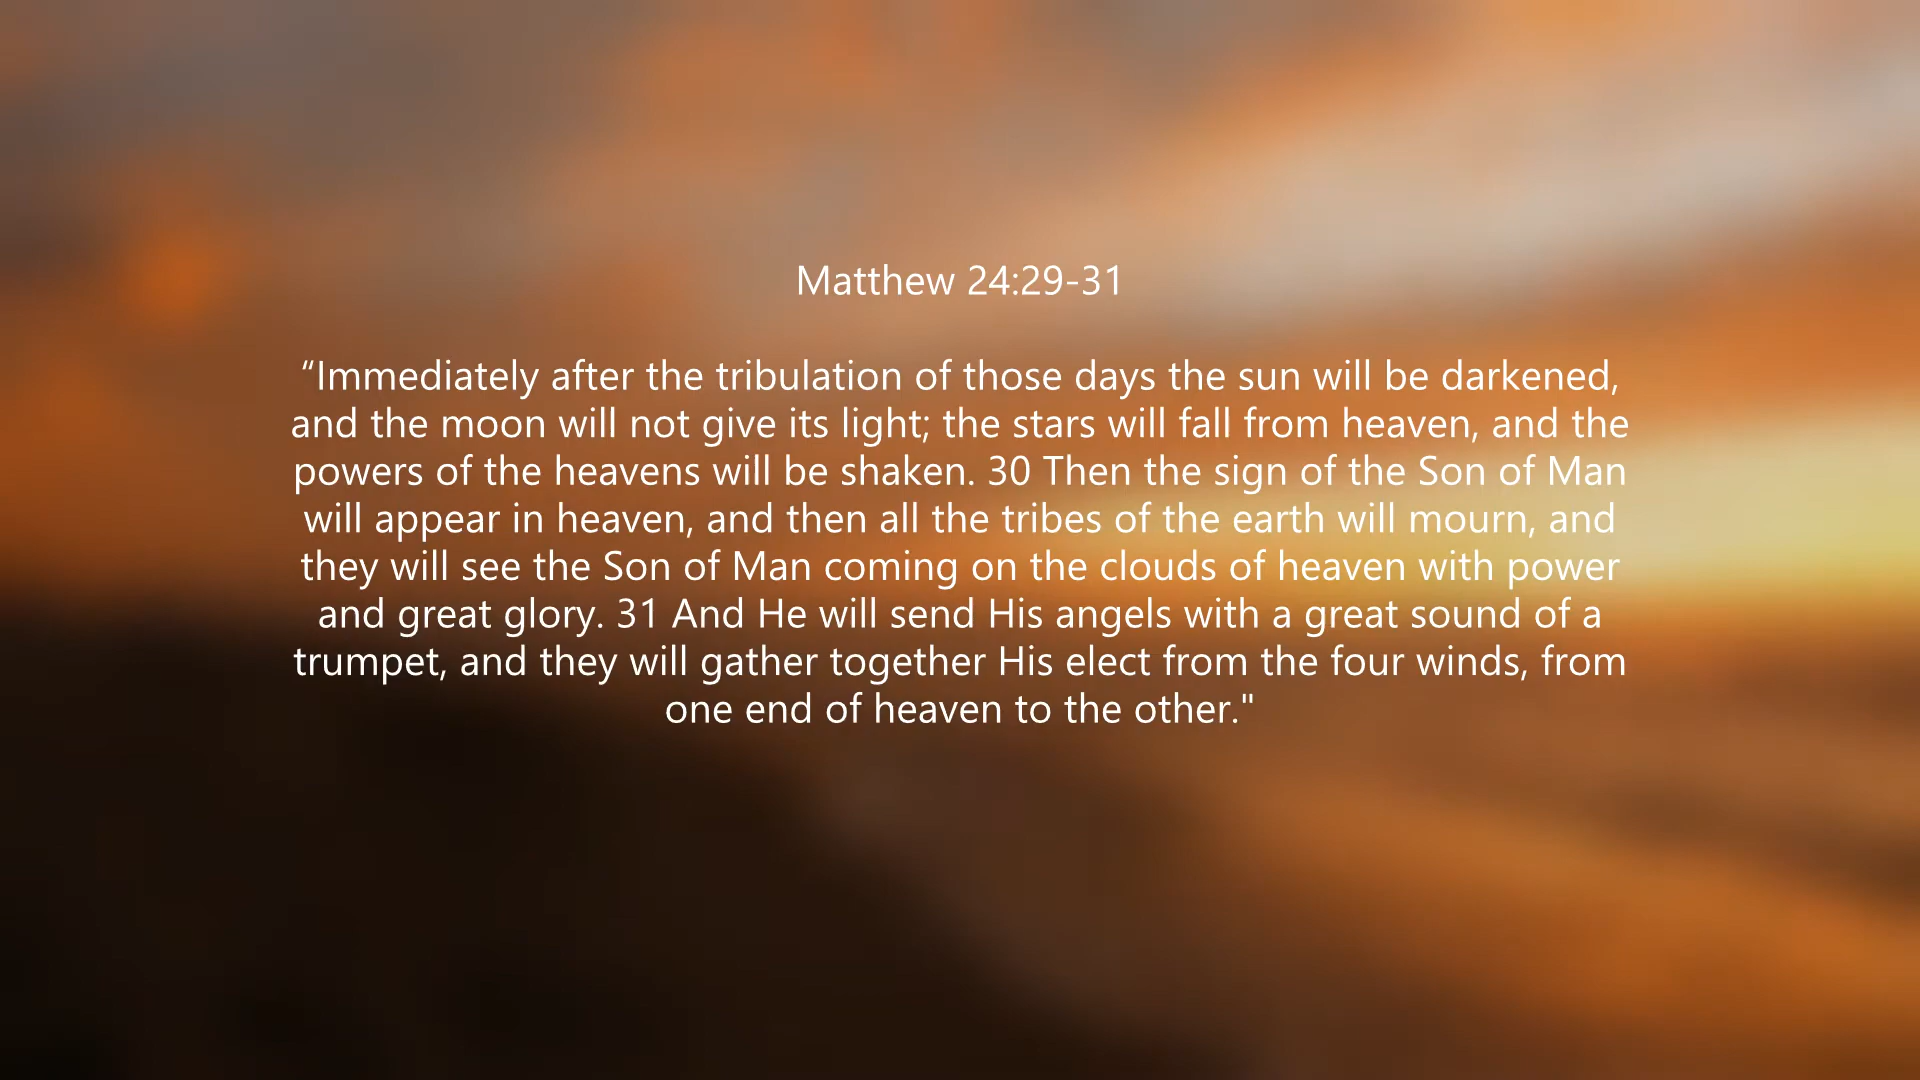 Matthew 24:29-31
“Immediately after the tribulation of those days the sun will be darkened,
and the moon will not give its light; the stars will fall from heaven, and the
powers of the heavens will be shaken. 30 Then the sign of the Son of Man
will appear in heaven, and then all the tribes of the earth will mourn, and
they will see the Son of Man coming on the clouds of heaven with power
and great glory. 31 And He will send His angels with a great sound of a
trumpet, and they will gather together His elect from the four winds, from
one end of heaven to the other."